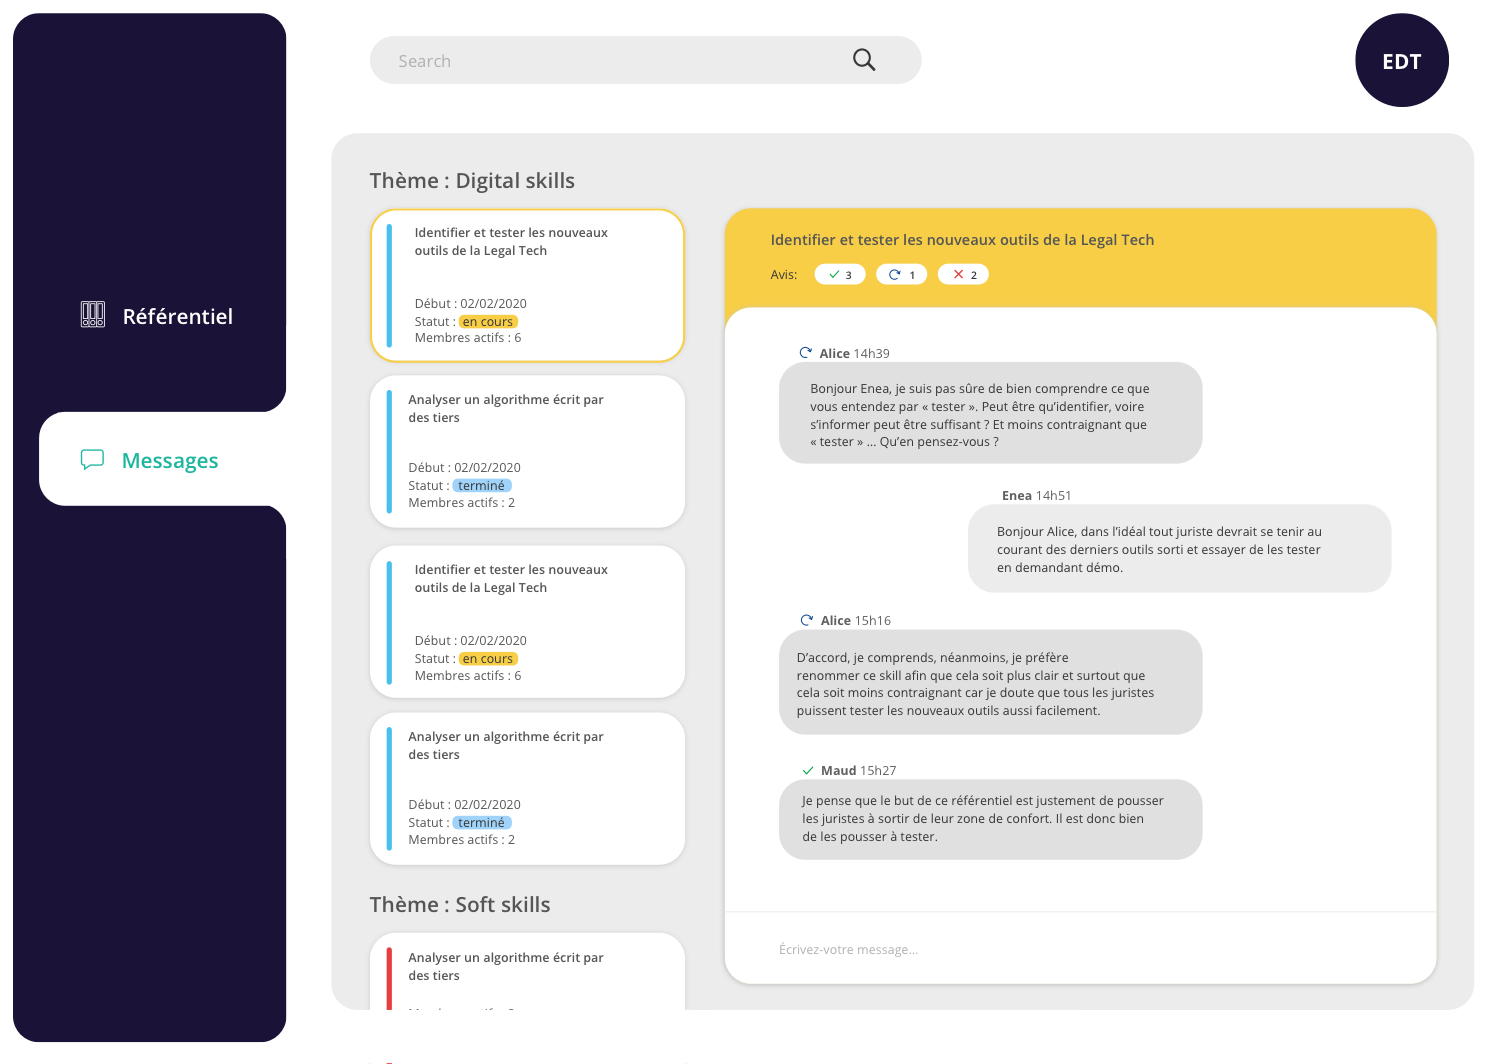 Search
EDT
Référentiel
Messages
Thème : Digital skills
Identifier et tester les nouveaux
outils de la Legal Tech
Début : 02/02/2020
Statut : en cours
Membres actifs : 6
Analyser un algorithme écrit par
des tiers
Début : 02/02/2020
Statut : terminé
Membres actifs : 2
Identifier et tester les nouveaux
outils de la Legal Tech
Début : 02/02/2020
Statut : en cours
Membres actifs : 6
Analyser un algorithme écrit par
des tiers
Début : 02/02/2020
Statut : terminé
Membres actifs : 2
Thème : Soft skills
Analyser un algorithme écrit par
des tiers
Identifier et tester les nouveaux outils de la Legal Tech
Avis: 3 1 2
Alice 14h39
Bonjour Enea, je suis pas sûre de bien comprendre ce que
vous entendez par « tester ». Peut être qu’identifier, voire
s’informer peut être suffisant ? Et moins contraignant que
« tester » ... Qu’en pensez-vous ?
Enea 14h51
Bonjour Alice, dans l’idéal tout juriste devrait se tenir au
courant des derniers outils sorti et essayer de les tester
en demandant démo.
Alice 15h16
D’accord, je comprends, néanmoins, je préfère
renommer ce skill afin que cela soit plus clair et surtout que
cela soit moins contraignant car je doute que tous les juristes
puissent tester les nouveaux outils aussi facilement.
Maud 15h27
Je pense que le but de ce référentiel est justement de pousser
les juristes à sortir de leur zone de confort. Il est donc bien
de les pousser à tester.
Écrivez-votre message...